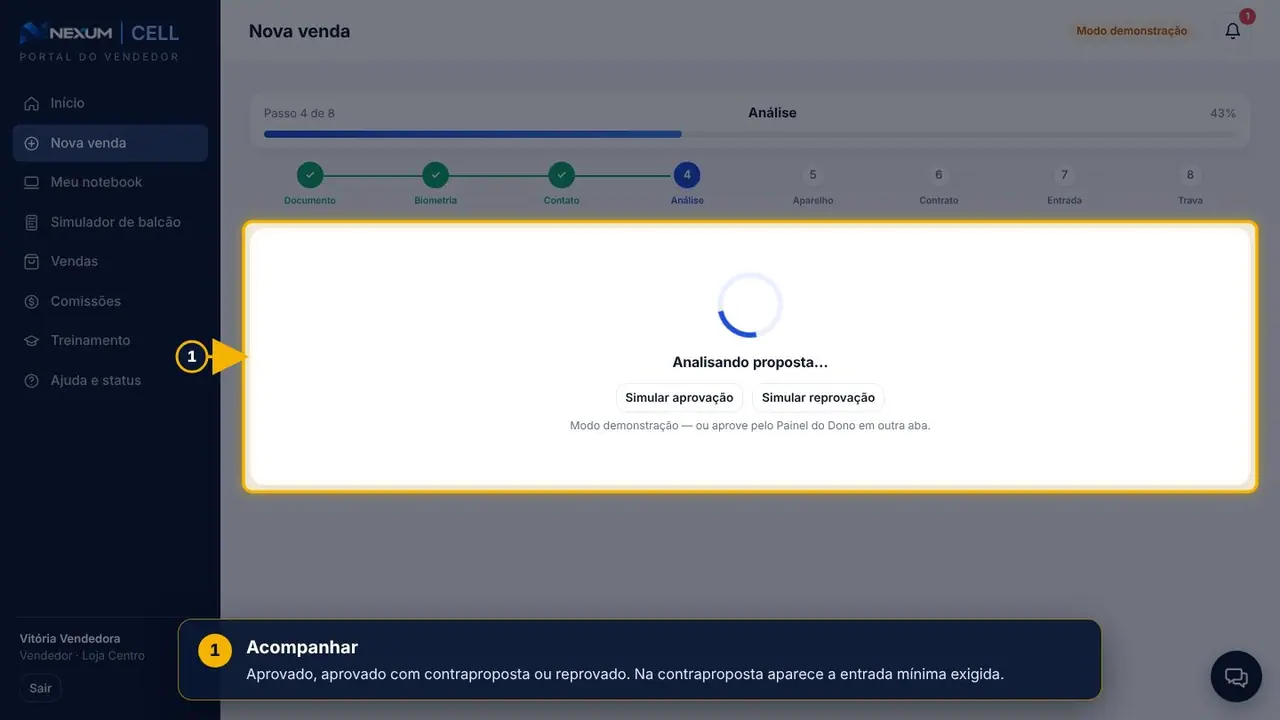 NEXUM | CELL
PORTAL DO VENDEDOR
Início
Nova venda
Meu notebook
Simulador de balcão
Vendas
Comissões
Treinamento
Ajuda e status
Vitória Vendedora
Vendedor · Loja Centro
Sair
Nova venda
Modo demonstração
1
Passo 4 de 8
Análise
43%
4
5
6
7
8
Documento
Biometria
Contato
Análise
Aparelho
Contrato
Entrada
Trava
1
Analisando proposta...
Simular aprovação
Simular reprovação
Modo demonstração — ou aprove pelo Painel do Dono em outra aba.
1
Acompanhar
Aprovado, aprovado com contraproposta ou reprovado. Na contraproposta aparece a entrada mínima exigida.